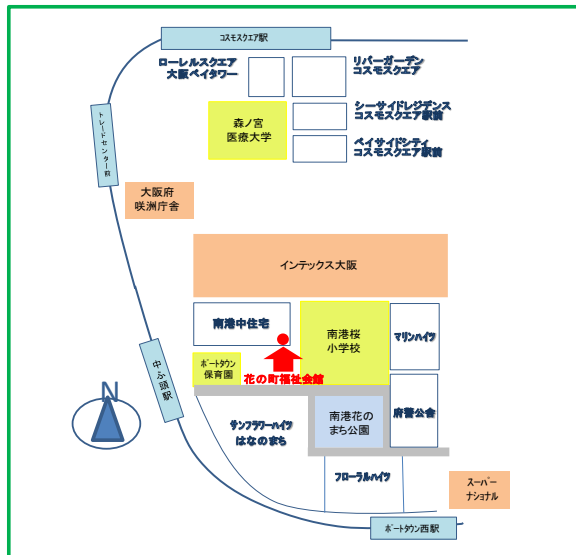 コスモスクエア駅
ローレルスクエア
大阪ベイタワー
リバーガーデン
コスモスクエア
トレードセンター前
森ノ宮
医療大学
シーサイドレジデンス
コスモスクエア駅前
ベイサイドシティ
コスモスクエア駅前
大阪府
咲洲庁舎
インテックス大阪
南港中住宅
南港桜
小学校
マリンハイツ
中ふ頭駅
ポートタウン
保育園
花の町福祉会館
N
サンフラワーハイツ
はなのまち
南港花の
まち公園
府警公舎
フローラルハイツ
スーパー
ナショナル
ポートタウン西駅